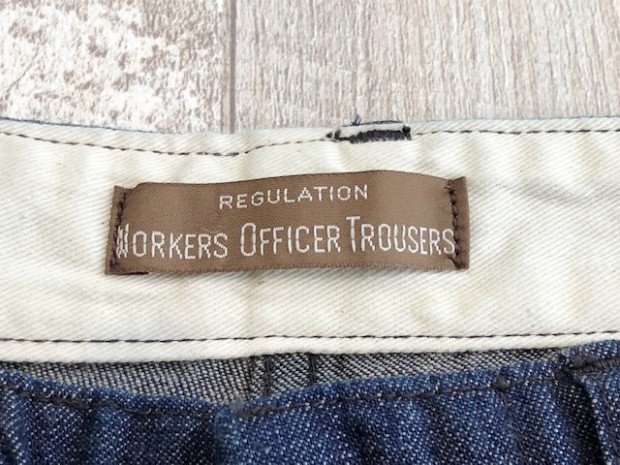 REGULATION
WORKERS OFFICER TROUSERS